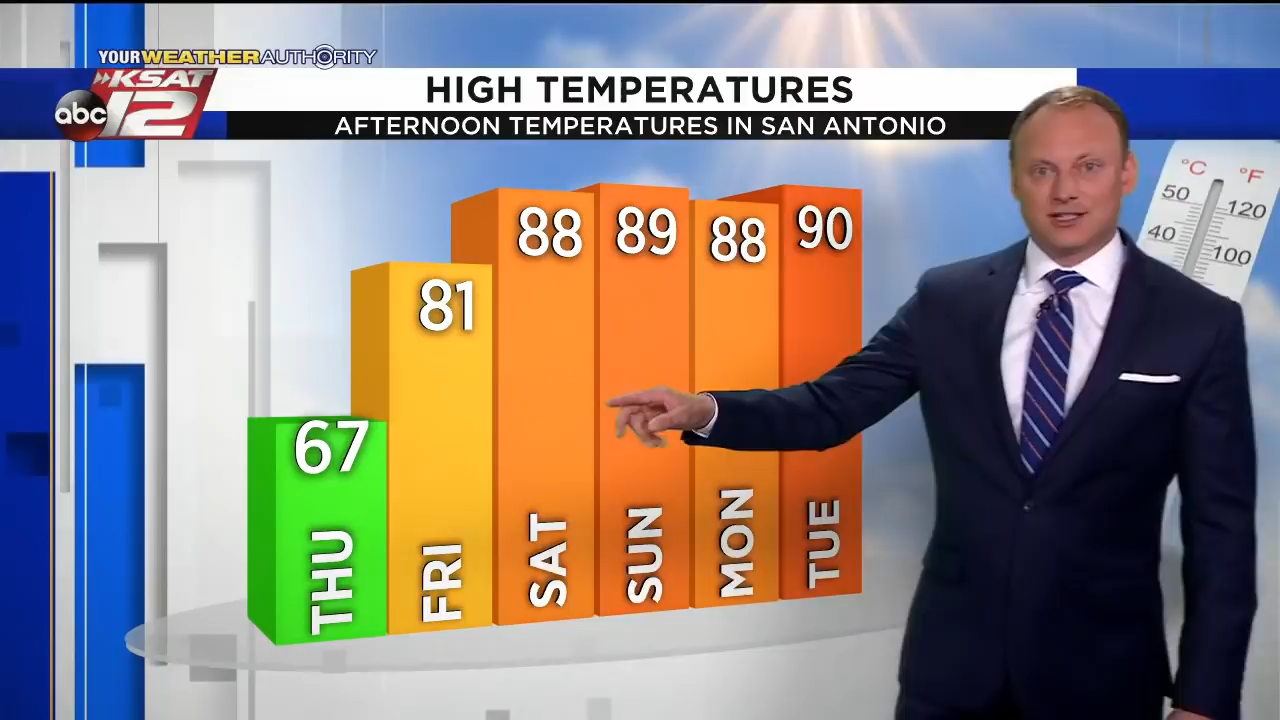 YOURWEATHERAUTHORITY
KSAT
abc 12
HIGH TEMPERATURES
AFTERNOON TEMPERATURES IN SAN ANTONIO
67 81 88 89 88 90
THU FRI SAT SUN MON TUE
°C °F
50 120
40 100